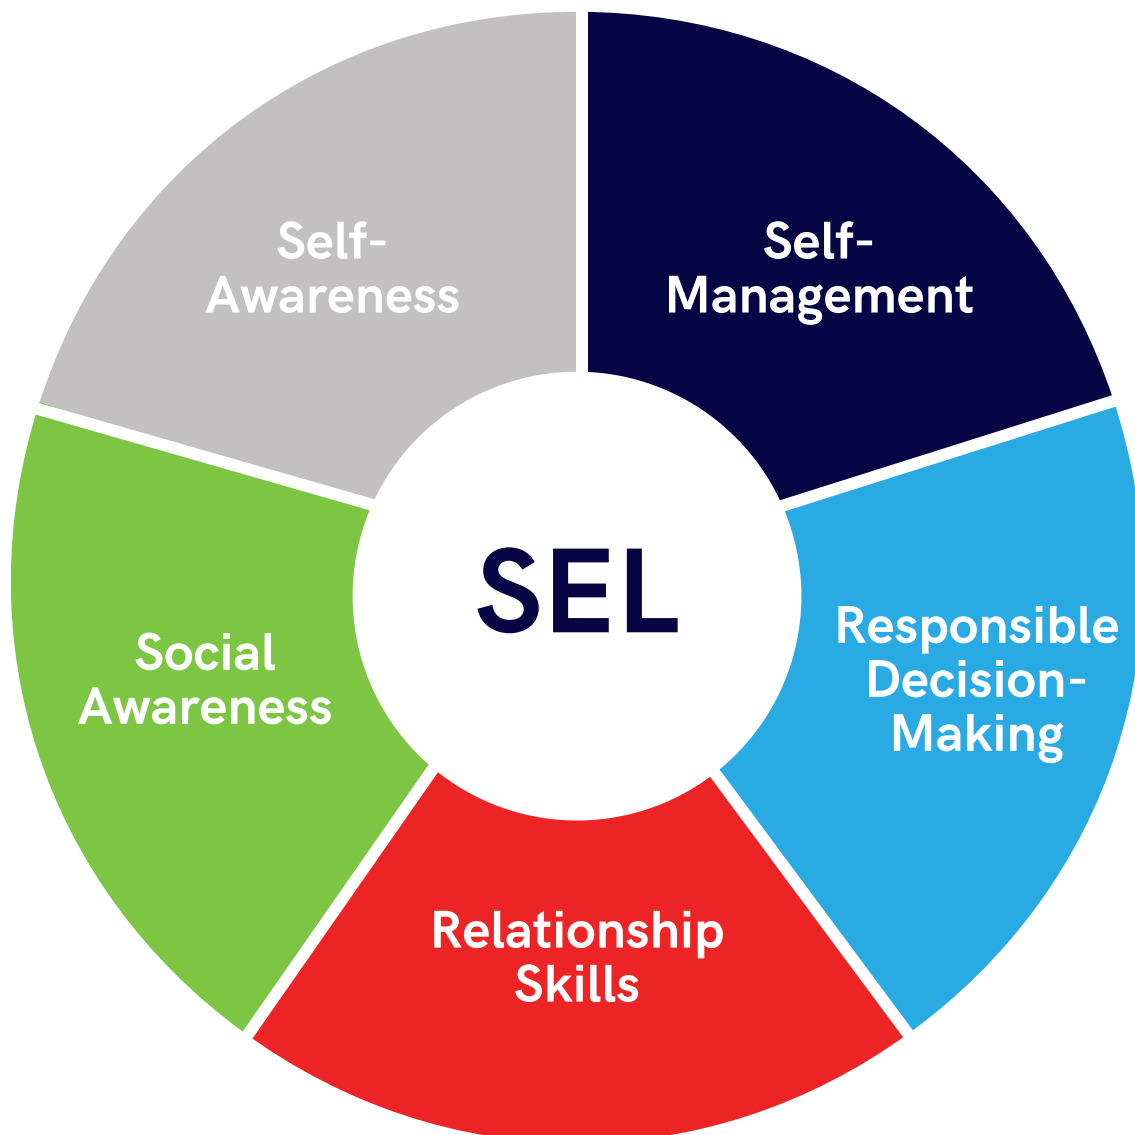 Self-
Awareness
Self-
Management
SEL
Responsible
Decision-
Making
Social
Awareness
Relationship
Skills